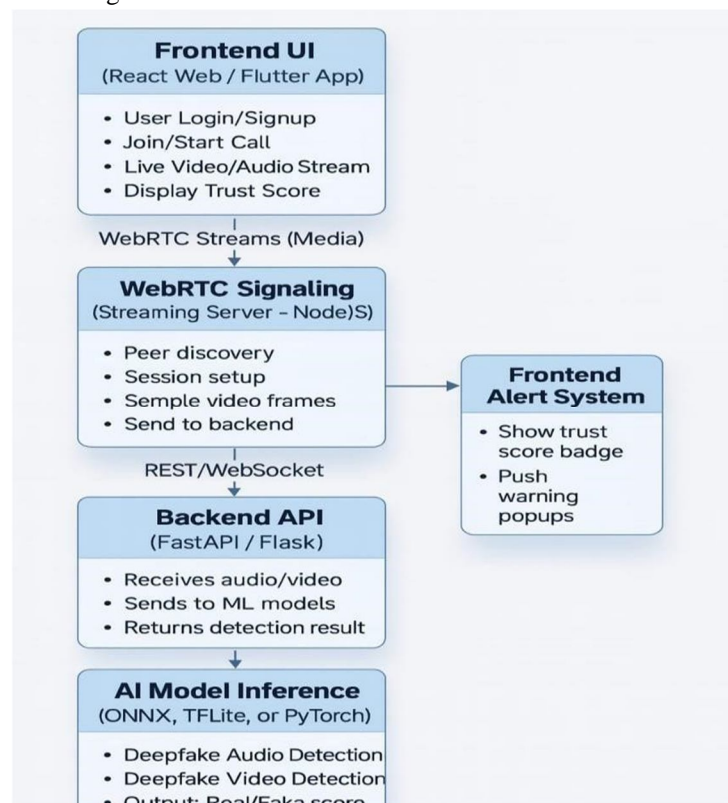 Frontend UI
(React Web / Flutter App)
• User Login/Signup
• Join/Start Call
• Live Video/Audio Stream
• Display Trust Score
WebRTC Streams (Media)
WebRTC Signaling
(Streaming Server – Node)S)
• Peer discovery
• Session setup
• Semple video frames
• Send to backend
Frontend
Alert System
• Show trust
score badge
• Push
warning
popups
REST/WebSocket
Backend API
(FastAPI / Flask)
• Receives audio/video
• Sends to ML models
• Returns detection result
AI Model Inference
(ONNX, TFLite, or PyTorch)
• Deepfake Audio Detection
• Deepfake Video Detection
• Output: Real/Faka score